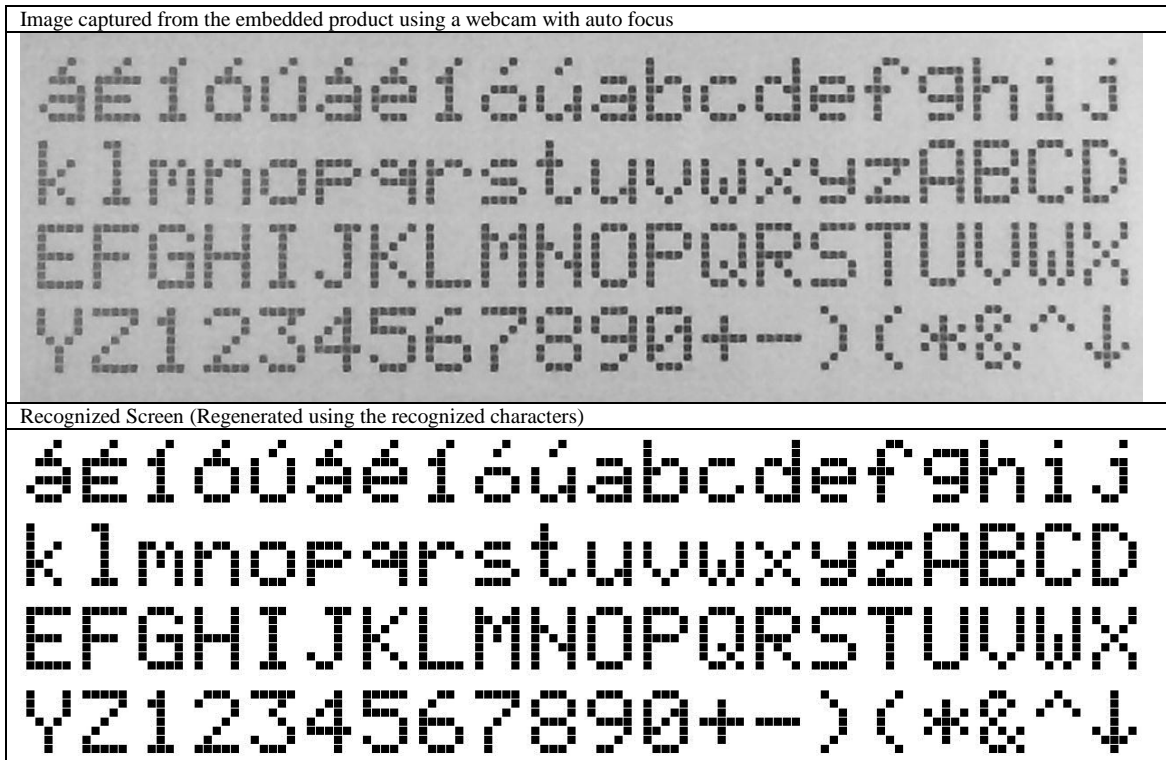 Image captured from the embedded product using a webcam with auto focus
áÉíóÚáéíóúabcdefghij
klmnopqrstuvwxyzABCD
EFGHIJKLMNOPQRSTUVWX
YZ1234567890+-)(*&^↓
Recognized Screen (Regenerated using the recognized characters)
áÉíóÚáéíóúabcdefghij
klmnopqrstuvwxyzABCD
EFGHIJKLMNOPQRSTUVWX
YZ1234567890+-)(*&^↓